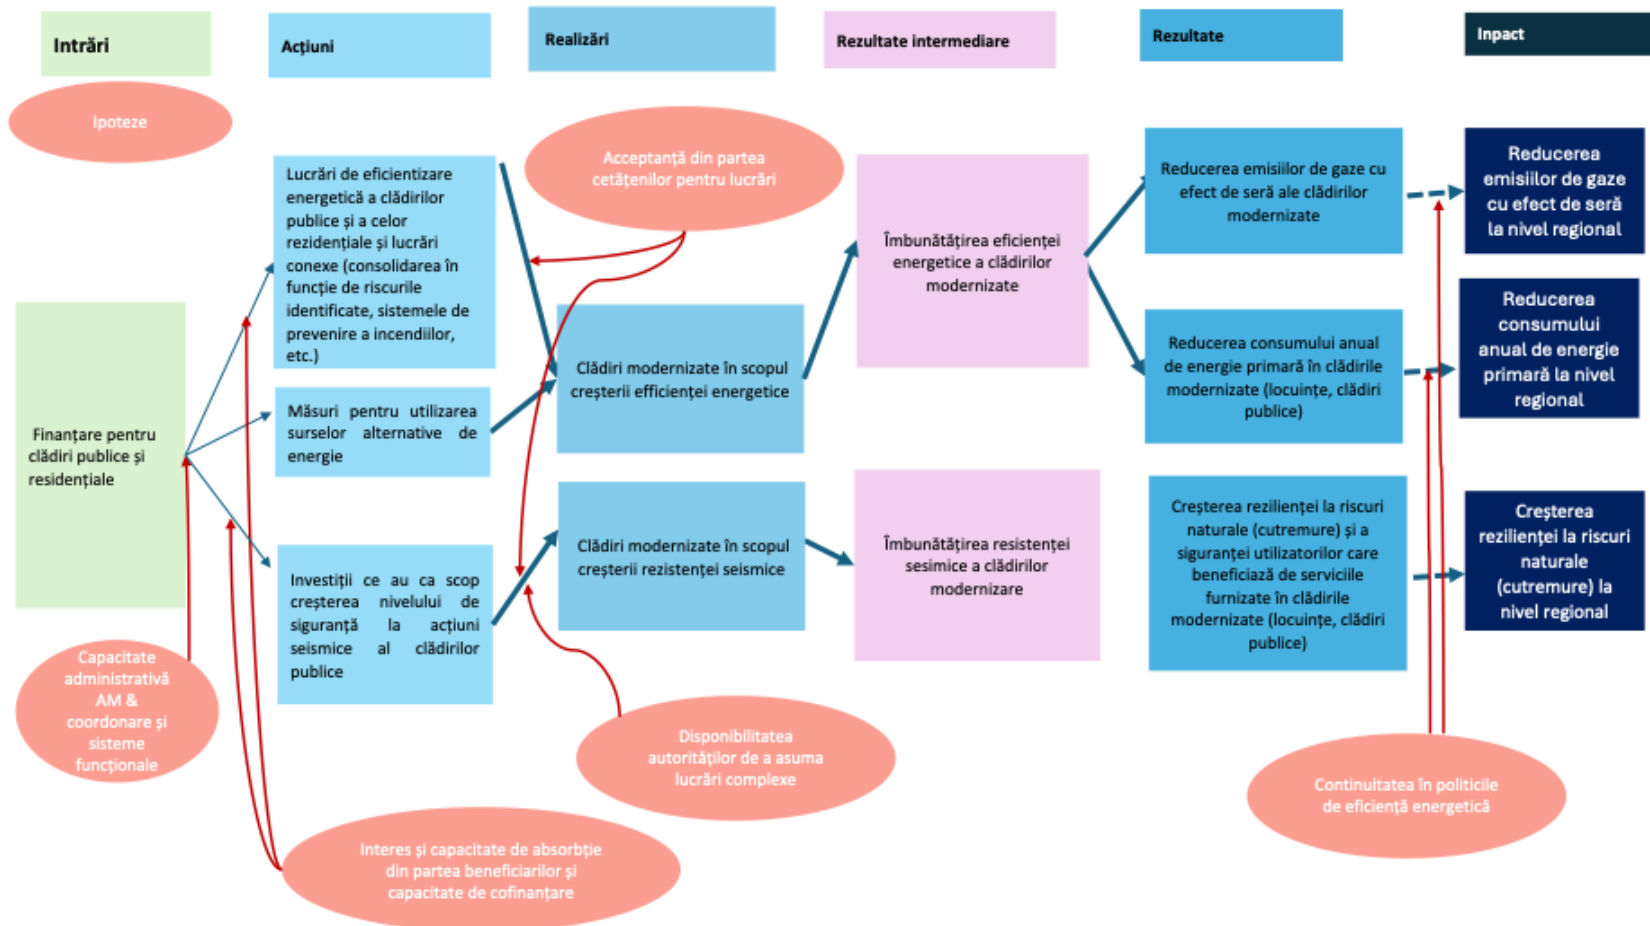 Intrări
Acțiuni
Realizări
Rezultate intermediare
Rezultate
Inpact
Ipoteze
Acceptanță din partea
cetățenilor pentru lucrări
Lucrări de eficientizare
energetică a clădirilor
publice și a celor
rezidențiale și lucrări
conexe (consolidarea în
funcție de riscurile
identificate, sistemele de
prevenire a incendiilor,
etc.)
Măsuri pentru utilizarea
surselor alternative de
energie
Investiții ce au ca scop
creșterea nivelului de
siguranță la acțiuni
seismice al clădirilor
publice
Finanțare pentru
clădiri publice și
residențiale
Clădiri modernizate în scopul
creșterii efficienței energetice
Clădiri modernizate în scopul
creșterii rezistenței seismice
Îmbunătățirea eficienței
energetice a clădirilor
modernizate
Îmbunătățirea resistenței
sesimice a clădirilor
modernizare
Reducerea emisiilor de gaze cu
efect de seră ale clădirilor
modernizate
Reducerea consumului anual
de energie primară în clădirile
modernizate (locuințe, clădiri
publice)
Creșterea rezilienței la riscuri
naturale (cutremure) și a
siguranței utilizatorilor care
beneficiază de serviciile
furnizate în clădirile
modernizate (locuințe, clădiri
publice)
Reducerea
emisiilor de gaze
cu efect de seră
la nivel regional
Reducerea
consumului
anual de energie
primară la nivel
regional
Creșterea
rezilienței la riscuri
naturale
(cutremure) la
nivel regional
Capacitate
administrativă
AM &
coordonare și
sisteme
funcționale
Disponibilitatea
autorităților de a asuma
lucrări complexe
Interes și capacitate de absorbție
din partea beneficiarilor și
capacitate de cofinanțare
Continuitatea în politicile
de eficiență energetică